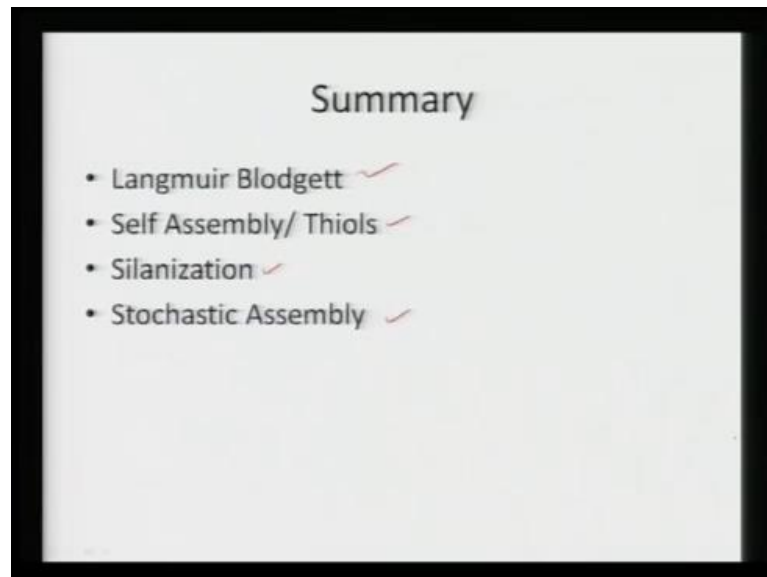 Summary
• Langmuir Blodgett
• Self Assembly/ Thiols
• Silanization
• Stochastic Assembly